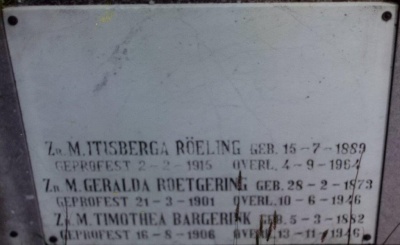 Zr. M. ITISBERGA RÖELING GEB. 15-7-1889
GEPROFEST 2-2-1915 OVERL. 4-9-1964
Zr. M. GERALDA ROETGERING GEB. 28-2-1873
GEPROFEST 21-3-1901 OVERL. 10-6-1946
Zr. M. TIMOTHEA BARGERINK GEB. 5-3-1882
GEPROFEST 16-8-1906 OVERL. 13-11-1946